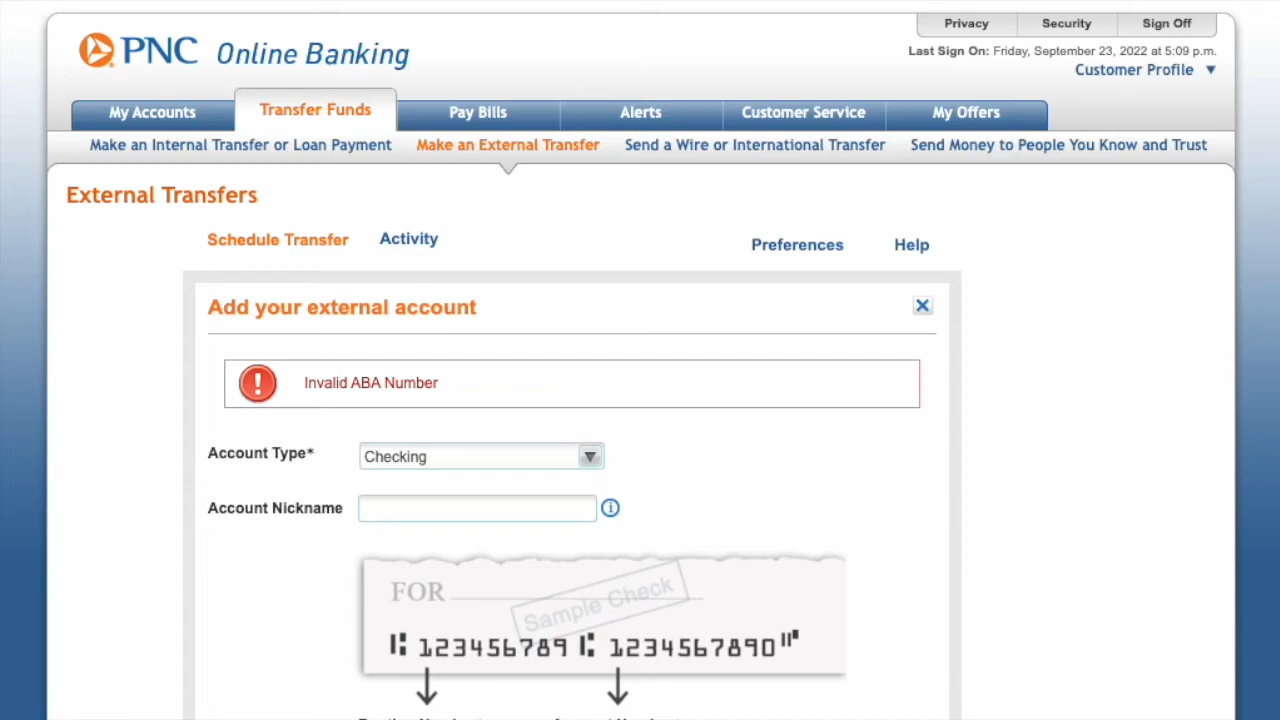 Privacy Security Sign Off
PNC Online Banking
Last Sign On: Friday, September 23, 2022 at 5:09 p.m.
Customer Profile
My Accounts Transfer Funds Pay Bills Alerts Customer Service My Offers
Make an Internal Transfer or Loan Payment Make an External Transfer Send a Wire or International Transfer Send Money to People You Know and Trust
External Transfers
Schedule Transfer Activity Preferences Help
Add your external account
Invalid ABA Number
Account Type* Checking
Account Nickname
FOR
Sample Check
⑆123456789⑆ 1234567890⑈